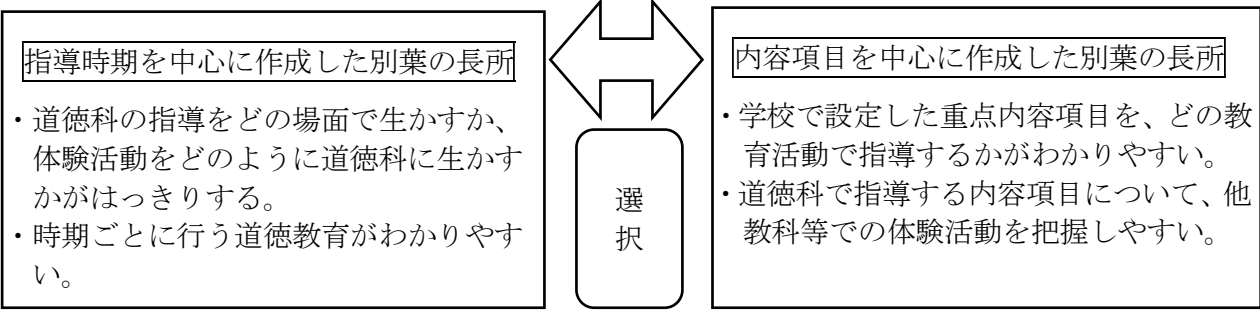 指導時期を中心に作成した別葉の長所
・道徳科の指導をどの場面で生かすか、
体験活動をどのように道徳科に生かす
かがはっきりする。
・時期ごとに行う道徳教育がわかりやす
い。
選
択
内容項目を中心に作成した別葉の長所
・学校で設定した重点内容項目を、どの教
育活動で指導するかがわかりやすい。
・道徳科で指導する内容項目について、他
教科等での体験活動を把握しやすい。